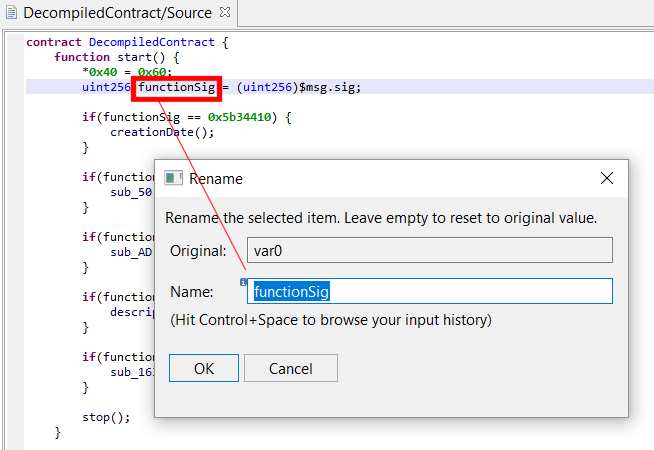 DecompiledContract/Source
contract DecompiledContract {
function start() {
*0x40 = 0x60;
uint256 functionSig = (uint256)$msg.sig;
if(functionSig == 0x5b34410) {
creationDate();
}
if(function
sub_50
}
if(function
sub_AD
}
if(function
descrip
}
if(function
sub_16
}
stop();
}
Rename
Rename the selected item. Leave empty to reset to original value.
Original: var0
Name: functionSig
(Hit Control+Space to browse your input history)
OK Cancel